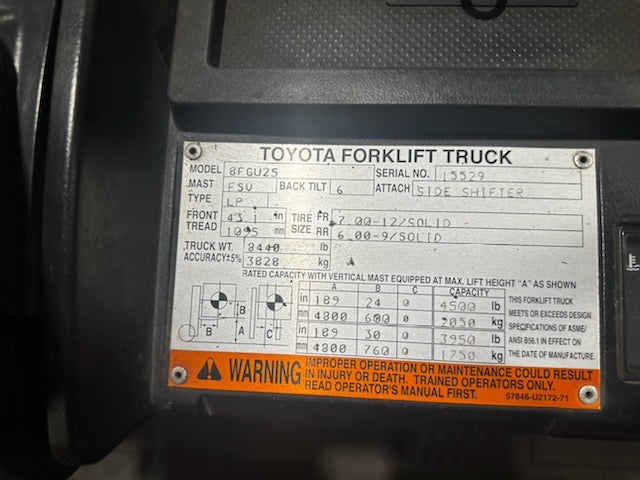 TOYOTA FORKLIFT TRUCK
MODEL 8FGU25 SERIAL NO. 15529
MAST FSV BACK TILT 6 ATTACH SIDE SHIFTER
TYPE LP
FRONT TREAD 43.1 in TIRE SIZE FR 7.00-12/SOLID
1095 mm RR 6.00-9/SOLID
TRUCK WT. 8440 lb
ACCURACY±5% 3828 kg
RATED CAPACITY WITH VERTICAL MAST EQUIPPED AT MAX. LIFT HEIGHT "A" AS SHOWN
A B C CAPACITY
in 189 24 0 4500 lb THIS FORKLIFT TRUCK
mm 4800 600 0 2050 kg MEETS OR EXCEEDS DESIGN
SPECIFICATIONS OF ASME/
in 189 30 0 3950 lb ANSI B56.1 IN EFFECT ON
mm 4800 760 0 1750 kg THE DATE OF MANUFACTURE.
B B A C
WARNING IMPROPER OPERATION OR MAINTENANCE COULD RESULT
IN INJURY OR DEATH. TRAINED OPERATORS ONLY.
READ OPERATOR'S MANUAL FIRST. 57846-U2172-71